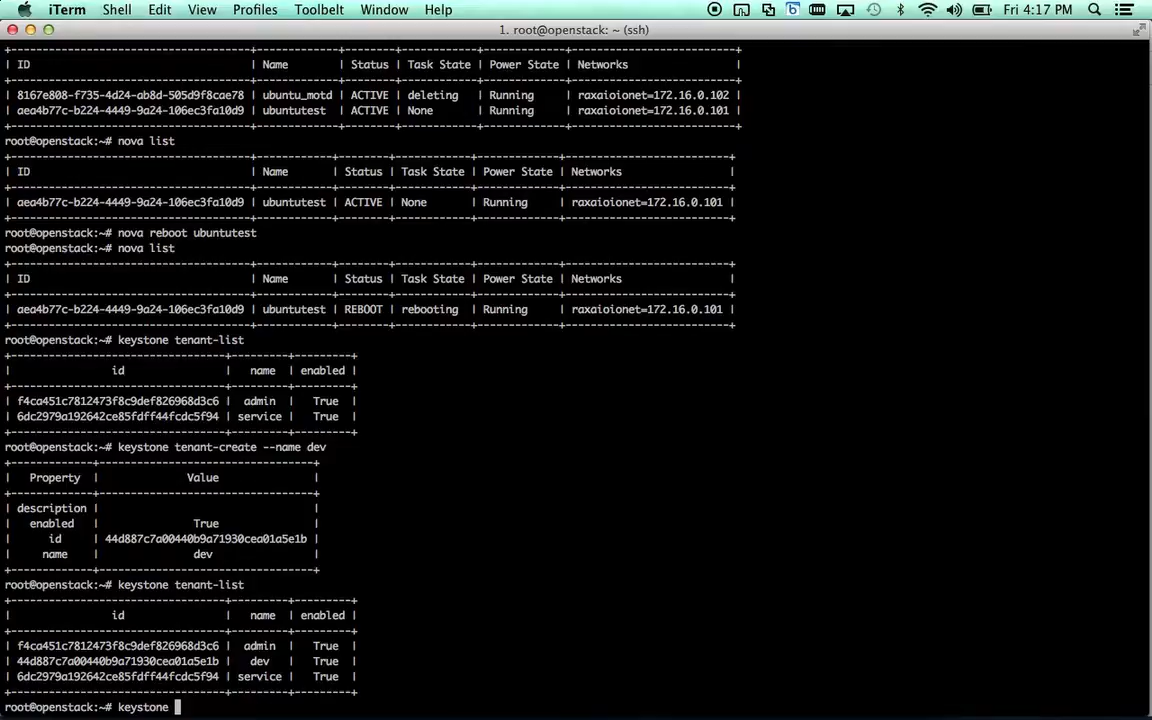 iTerm Shell Edit View Profiles Toolbelt Window Help Fri 4:17 PM
1. root@openstack: ~ (ssh)
+--------------------------------------+-------------+--------+------------+-------------+-------------------------+
| ID | Name | Status | Task State | Power State | Networks |
+--------------------------------------+-------------+--------+------------+-------------+-------------------------+
| 8167e808-f735-4d24-ab8d-505d9f8cae78 | ubuntu_motd | ACTIVE | deleting | Running | raxaioionet=172.16.0.102 |
| aea4b77c-b224-4449-9a24-106ec3fa10d9 | ubuntutest | ACTIVE | None | Running | raxaioionet=172.16.0.101 |
+--------------------------------------+-------------+--------+------------+-------------+-------------------------+
root@openstack:~# nova list
+--------------------------------------+------------+--------+------------+-------------+-------------------------+
| ID | Name | Status | Task State | Power State | Networks |
+--------------------------------------+------------+--------+------------+-------------+-------------------------+
| aea4b77c-b224-4449-9a24-106ec3fa10d9 | ubuntutest | ACTIVE | None | Running | raxaioionet=172.16.0.101 |
+--------------------------------------+------------+--------+------------+-------------+-------------------------+
root@openstack:~# nova reboot ubuntutest
root@openstack:~# nova list
+--------------------------------------+------------+--------+------------+-------------+-------------------------+
| ID | Name | Status | Task State | Power State | Networks |
+--------------------------------------+------------+--------+------------+-------------+-------------------------+
| aea4b77c-b224-4449-9a24-106ec3fa10d9 | ubuntutest | REBOOT | rebooting | Running | raxaioionet=172.16.0.101 |
+--------------------------------------+------------+--------+------------+-------------+-------------------------+
root@openstack:~# keystone tenant-list
+----------------------------------+---------+---------+
| id | name | enabled |
+----------------------------------+---------+---------+
| f4ca451c7812473f8c9def826968d3c6 | admin | True |
| 6dc2979a192642ce85fdff44fcdc5f94 | service | True |
+----------------------------------+---------+---------+
root@openstack:~# keystone tenant-create --name dev
+-------------+----------------------------------+
| Property | Value |
+-------------+----------------------------------+
| description | |
| enabled | True |
| id | 44d887c7a00440b9a71930cea01a5e1b |
| name | dev |
+-------------+----------------------------------+
root@openstack:~# keystone tenant-list
+----------------------------------+---------+---------+
| id | name | enabled |
+----------------------------------+---------+---------+
| f4ca451c7812473f8c9def826968d3c6 | admin | True |
| 44d887c7a00440b9a71930cea01a5e1b | dev | True |
| 6dc2979a192642ce85fdff44fcdc5f94 | service | True |
+----------------------------------+---------+---------+
root@openstack:~# keystone